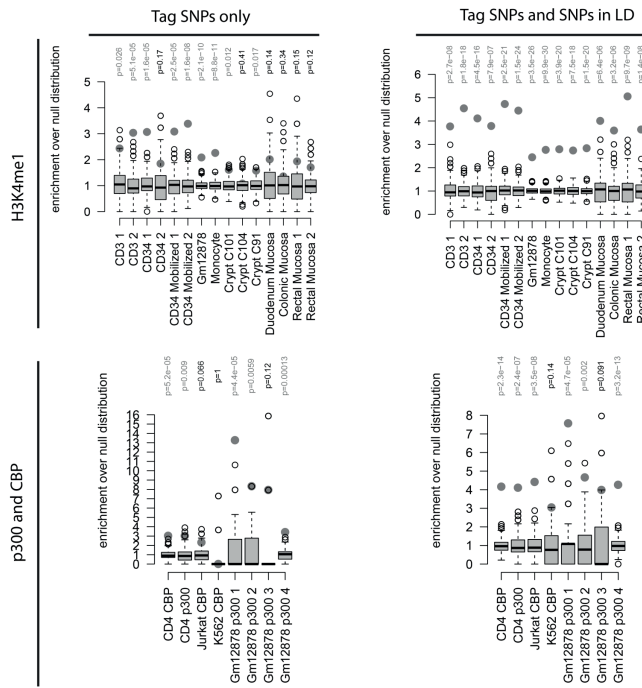 Tag SNPs only
Tag SNPs and SNPs in LD
H3K4me1
enrichment over null distribution
5
4
3
2
1
0
p=0.026
p=5.1e−05
p=1.6e−05
p=0.17
p=2.5e−05
p=1.6e−08
p=2.1e−10
p=8.8e−11
p=0.012
p=0.41
p=0.017
p=0.14
p=0.34
p=0.15
p=0.12
CD3 1
CD3 2
CD34 1
CD34 2
CD34 Mobilized 1
CD34 Mobilized 2
Gm12878
Monocyte
Crypt C101
Crypt C104
Crypt C91
Duodenum Mucosa
Colonic Mucosa
Rectal Mucosa 1
Rectal Mucosa 2
enrichment over null distribution
6
5
4
3
2
1
0
p=2.7e−08
p=1.8e−18
p=4.5e−16
p=7.9e−07
p=2.5e−21
p=1.5e−24
p=3.5e−26
p=9.9e−30
p=3.9e−20
p=7.5e−18
p=1.5e−20
p=6.4e−06
p=3.2e−06
p=9.7e−09
p=1.4e−08
CD3 1
CD3 2
CD34 1
CD34 2
CD34 Mobilized 1
CD34 Mobilized 2
Gm12878
Monocyte
Crypt C101
Crypt C104
Crypt C91
Duodenum Mucosa
Colonic Mucosa
Rectal Mucosa 1
Rectal Mucosa 2
p300 and CBP
enrichment over null distribution
16
15
13
12
11
10
9
8
7
6
5
4
3
2
1
0
p=5.2e−05
p=0.009
p=0.066
p=1
p=4.4e−05
p=0.0059
p=0.12
p=0.00013
CD4 CBP
CD4 p300
Jurkat CBP
K562 CBP
Gm12878 p300 1
Gm12878 p300 2
Gm12878 p300 3
Gm12878 p300 4
enrichment over null distribution
8
7
6
5
4
3
2
1
0
p=2.3e−14
p=2.4e−07
p=3.5e−08
p=0.14
p=4.7e−05
p=0.002
p=0.091
p=3.2e−13
CD4 CBP
CD4 p300
Jurkat CBP
K562 CBP
Gm12878 p300 1
Gm12878 p300 2
Gm12878 p300 3
Gm12878 p300 4